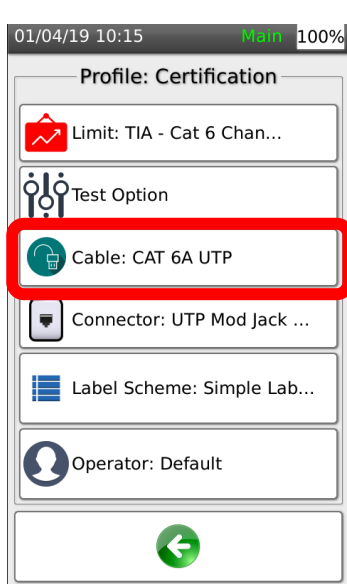 01/04/19 10:15 Main 100%
Profile: Certification
Limit: TIA - Cat 6 Chan...
Test Option
Cable: CAT 6A UTP
Connector: UTP Mod Jack ...
Label Scheme: Simple Lab...
Operator: Default